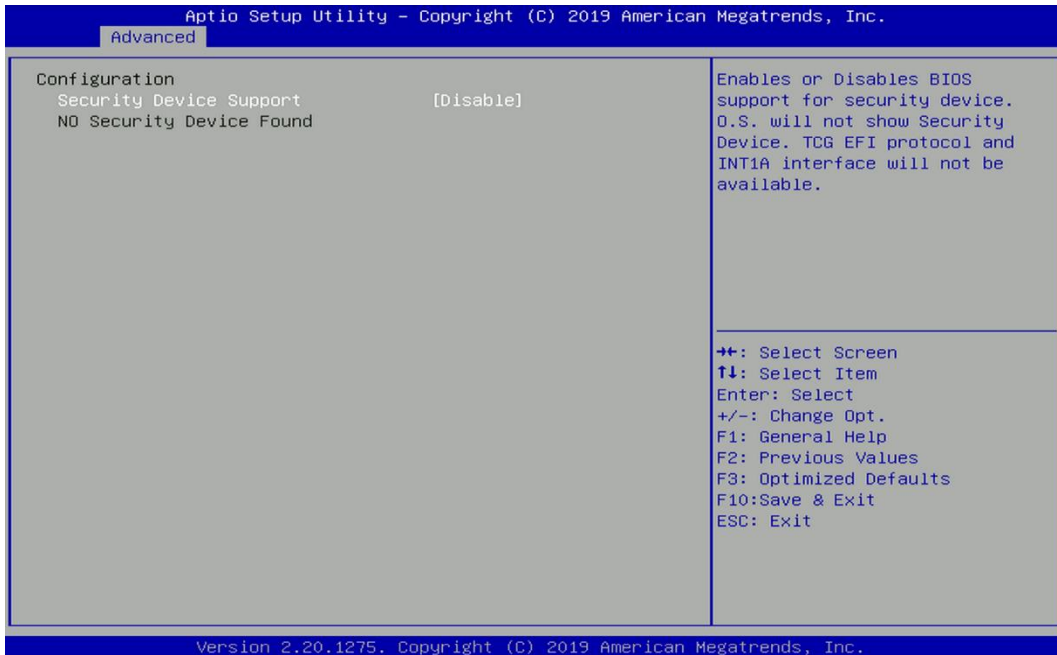 Aptio Setup Utility – Copyright (C) 2019 American Megatrends, Inc.
Advanced
Configuration
Security Device Support [Disable]
NO Security Device Found
Enables or Disables BIOS
support for security device.
O.S. will not show Security
Device. TCG EFI protocol and
INT1A interface will not be
available.
→←: Select Screen
↑↓: Select Item
Enter: Select
+/-: Change Opt.
F1: General Help
F2: Previous Values
F3: Optimized Defaults
F10:Save & Exit
ESC: Exit
Version 2.20.1275. Copyright (C) 2019 American Megatrends, Inc.